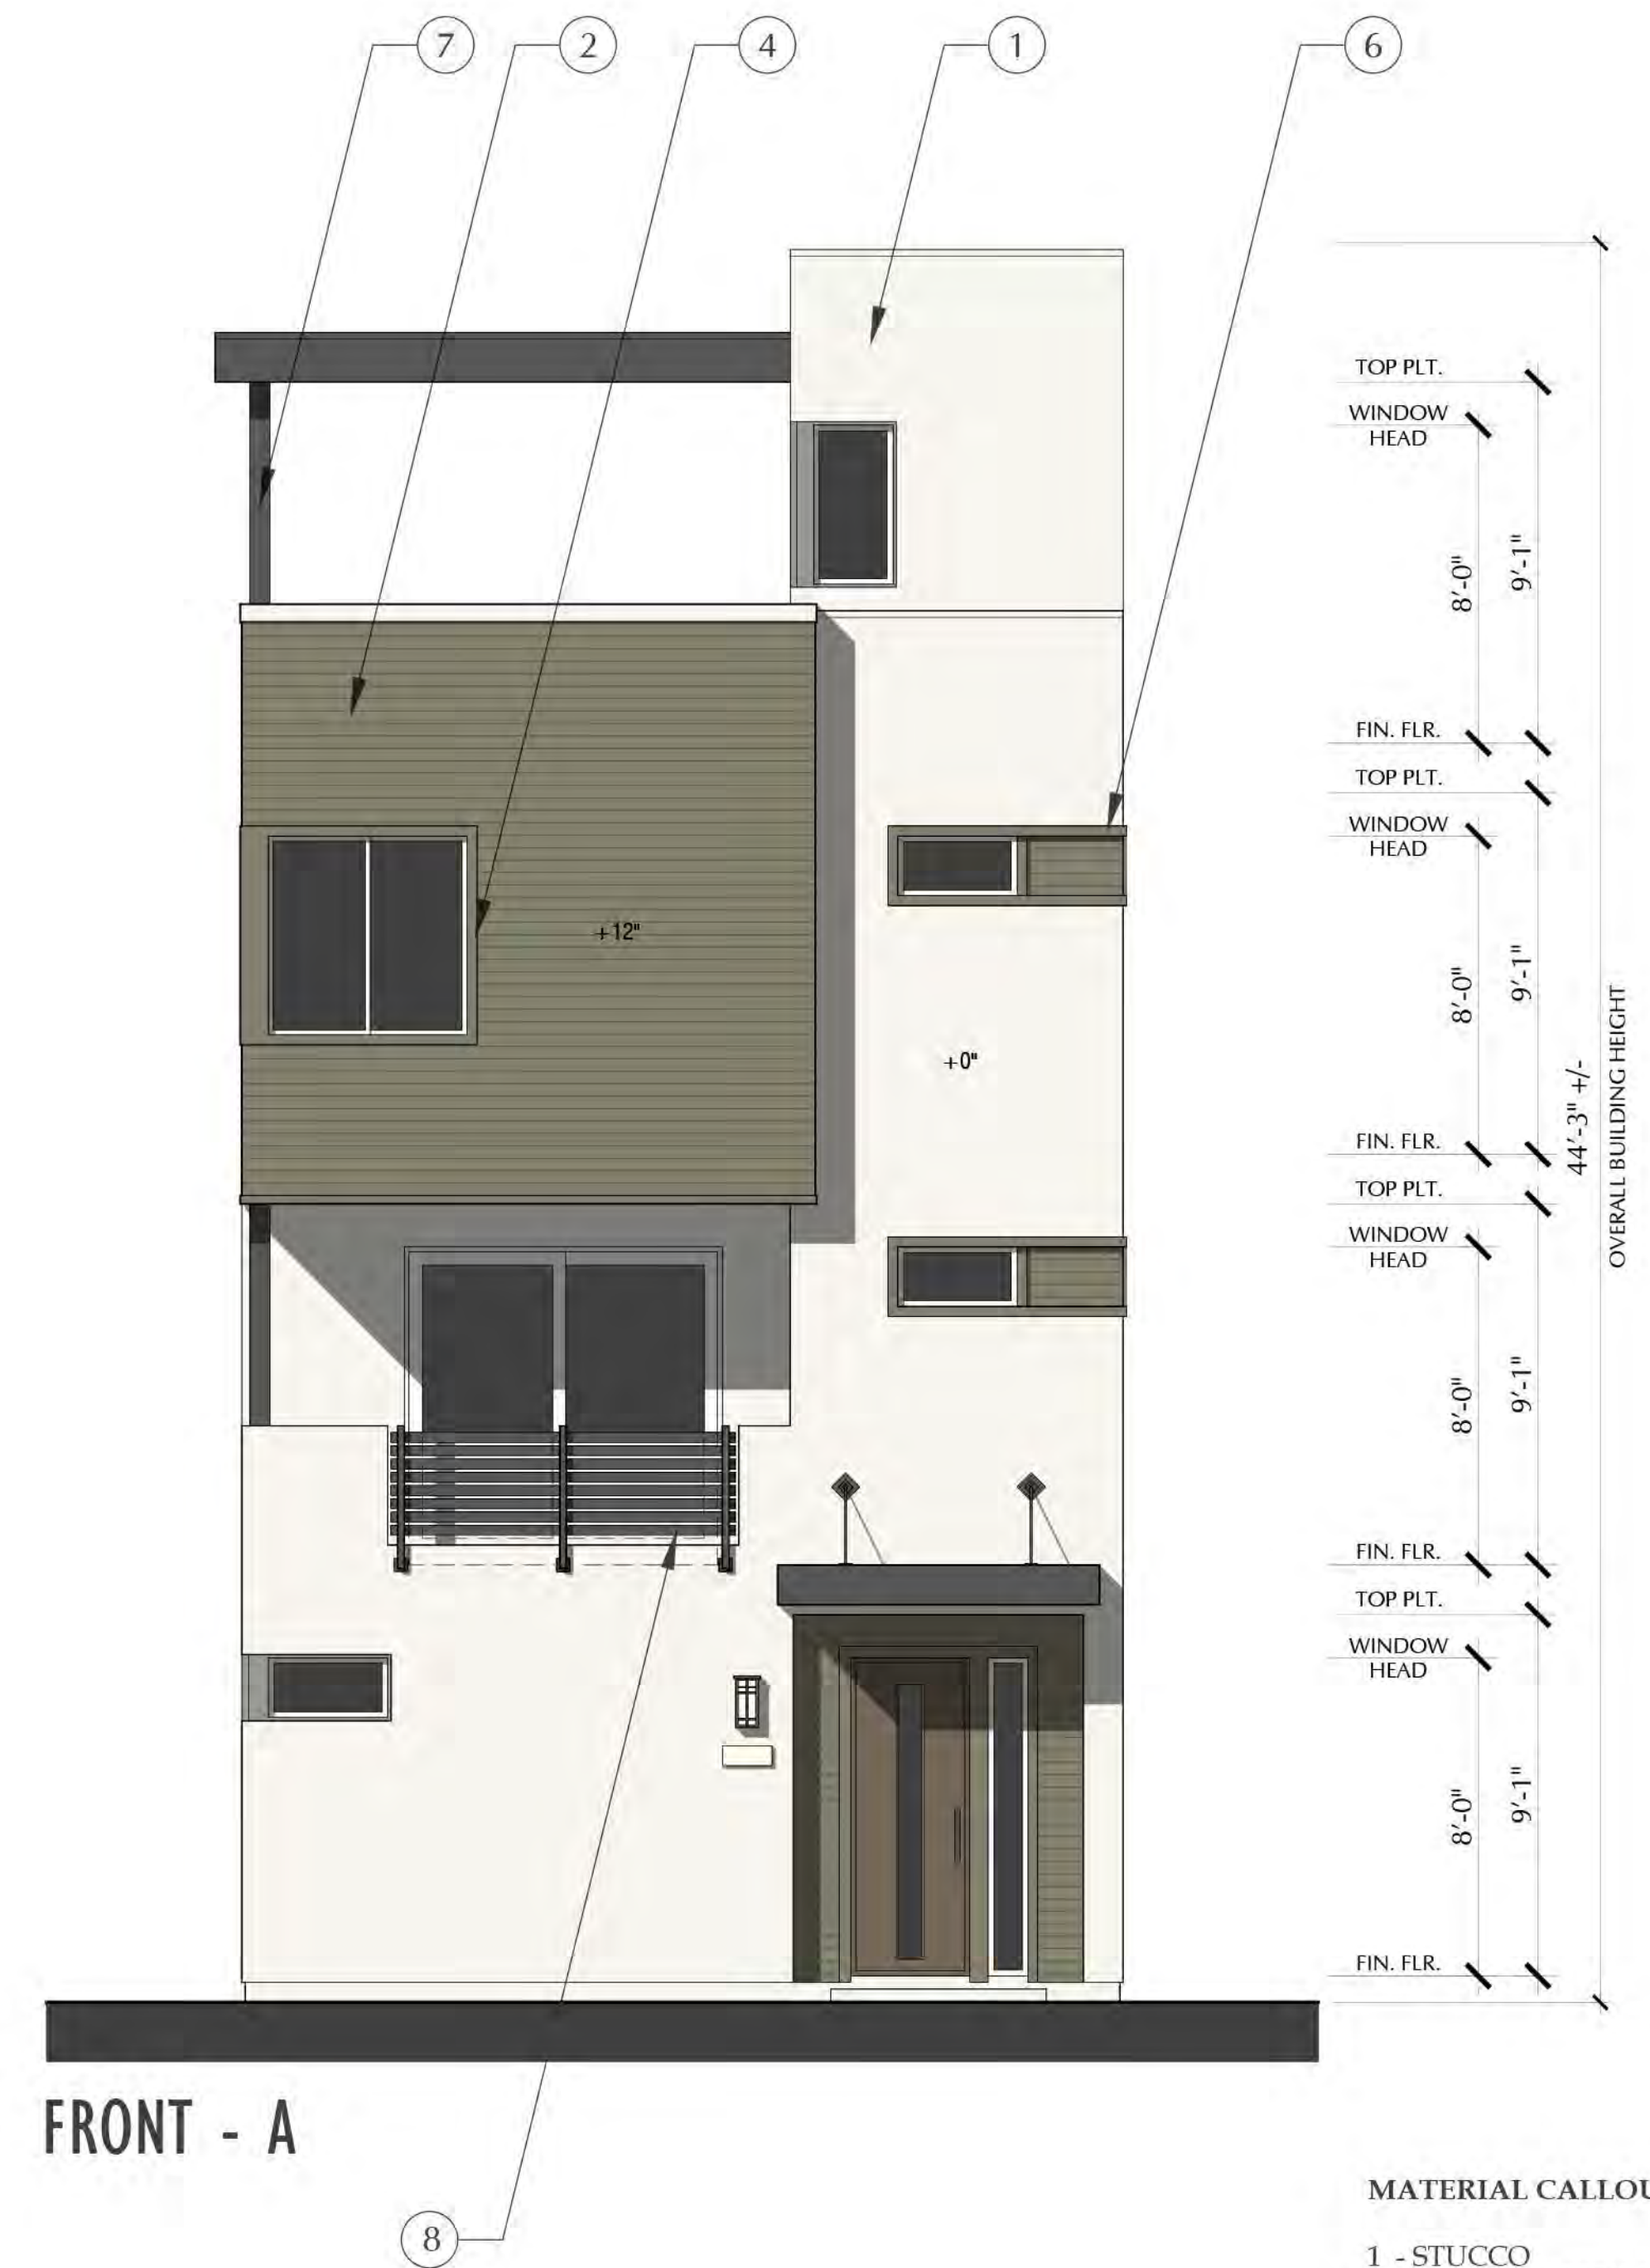 7
2
4
1
6
TOP PLT.
WINDOW
HEAD
8'-0"
9'-1"
FIN. FLR.
TOP PLT.
WINDOW
HEAD
+12"
8'-0"
9'-1"
+0"
44'-3" +/-
OVERALL BUILDING HEIGHT
FIN. FLR.
TOP PLT.
WINDOW
HEAD
8'-0"
9'-1"
FIN. FLR.
TOP PLT.
WINDOW
HEAD
8'-0"
9'-1"
FIN. FLR.
FRONT - A
8
MATERIAL CALLOU
1 - STUCCO